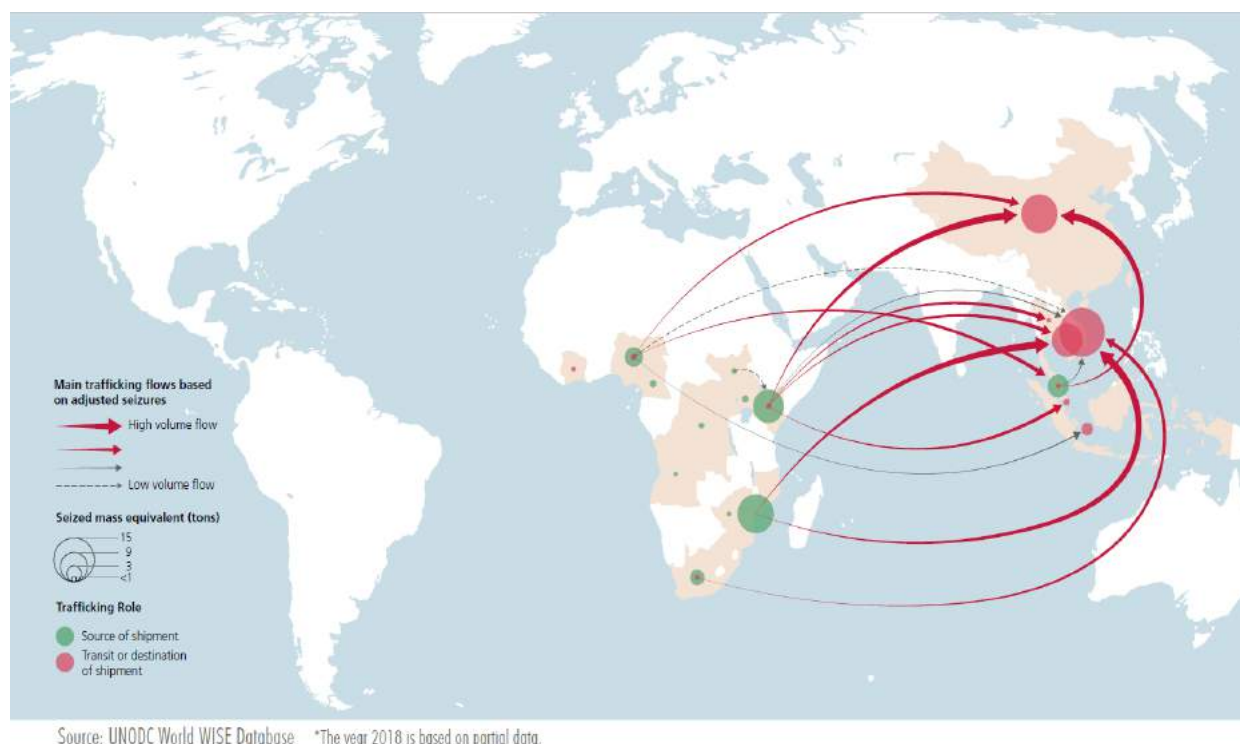 Main trafficking flows based
on adjusted seizures
High volume flow
Low volume flow
Seized mass equivalent (tons)
15
9
3
<1
Trafficking Role
Source of shipment
Transit or destination
of shipment
Source: UNODC World WISE Database *The year 2018 is based on partial data.